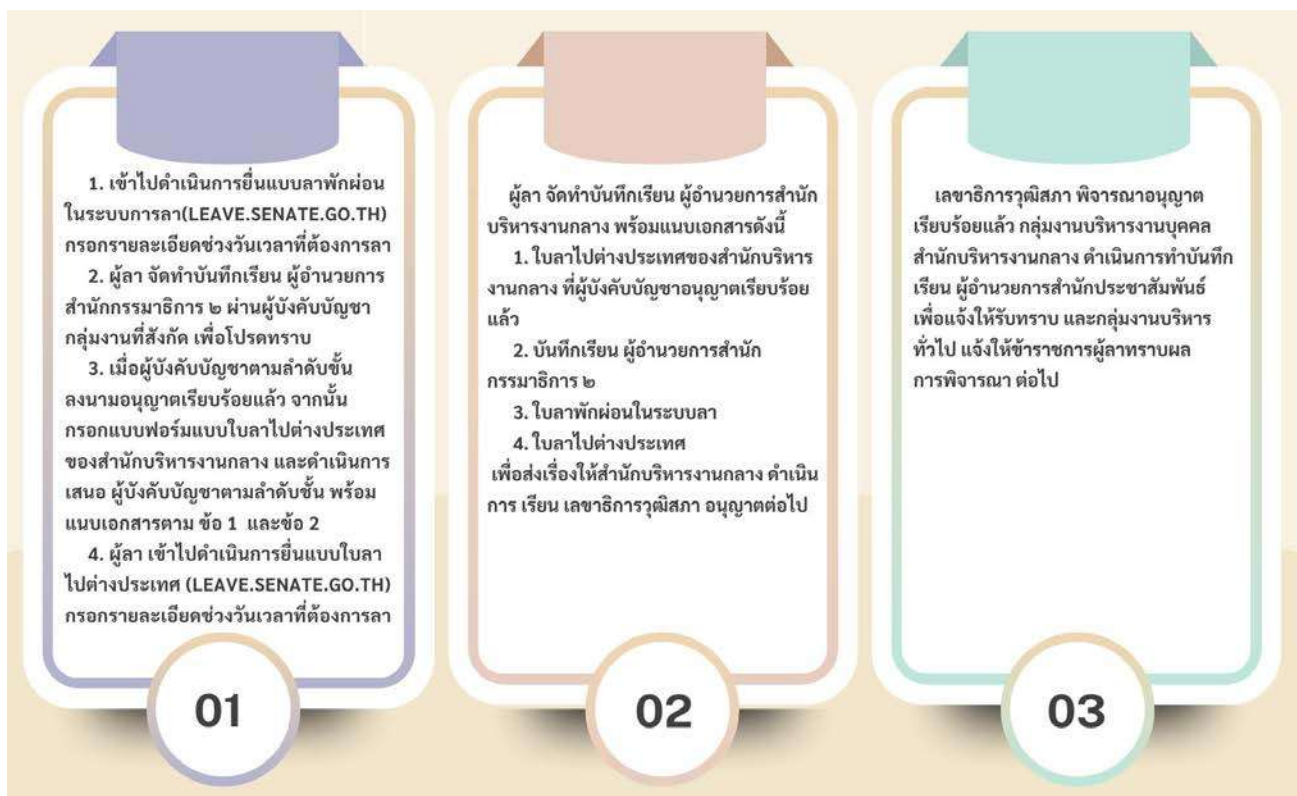 1. เข้าไปดำเนินการยื่นแบบลาพักผ่อน
ในระบบการลา(LEAVE.SENATE.GO.TH)
กรอกรายละเอียดช่วงวันเวลาที่ต้องการลา
2. ผู้ลา จัดทำบันทึกเรียน ผู้อำนวยการ
สำนักกรรมาธิการ ๒ ผ่านผู้บังคับบัญชา
กลุ่มงานที่สังกัด เพื่อโปรดทราบ
3. เมื่อผู้บังคับบัญชาตามลำดับชั้น
ลงนามอนุญาตเรียบร้อยแล้ว จากนั้น
กรอกแบบฟอร์มแบบใบลาไปต่างประเทศ
ของสำนักบริหารงานกลาง และดำเนินการ
เสนอ ผู้บังคับบัญชาตามลำดับชั้น พร้อม
แนบเอกสารตาม ข้อ 1 และข้อ 2
4. ผู้ลา เข้าไปดำเนินการยื่นแบบใบลา
ไปต่างประเทศ (LEAVE.SENATE.GO.TH)
กรอกรายละเอียดช่วงวันเวลาที่ต้องการลา
01
ผู้ลา จัดทำบันทึกเรียน ผู้อำนวยการสำนัก
บริหารงานกลาง พร้อมแนบเอกสารดังนี้
1. ใบลาไปต่างประเทศของสำนักบริหาร
งานกลาง ที่ผู้บังคับบัญชาอนุญาตเรียบร้อย
แล้ว
2. บันทึกเรียน ผู้อำนวยการสำนัก
กรรมาธิการ ๒
3. ใบลาพักผ่อนในระบบลา
4. ใบลาไปต่างประเทศ
เพื่อส่งเรื่องให้สำนักบริหารงานกลาง ดำเนิน
การ เรียน เลขาธิการวุฒิสภา อนุญาตต่อไป
02
เลขาธิการวุฒิสภา พิจารณาอนุญาต
เรียบร้อยแล้ว กลุ่มงานบริหารงานบุคคล
สำนักบริหารงานกลาง ดำเนินการทำบันทึก
เรียน ผู้อำนวยการสำนักประชาสัมพันธ์
เพื่อแจ้งให้รับทราบ และกลุ่มงานบริหาร
ทั่วไป แจ้งให้ข้าราชการผู้ลาทราบผล
การพิจารณา ต่อไป
03